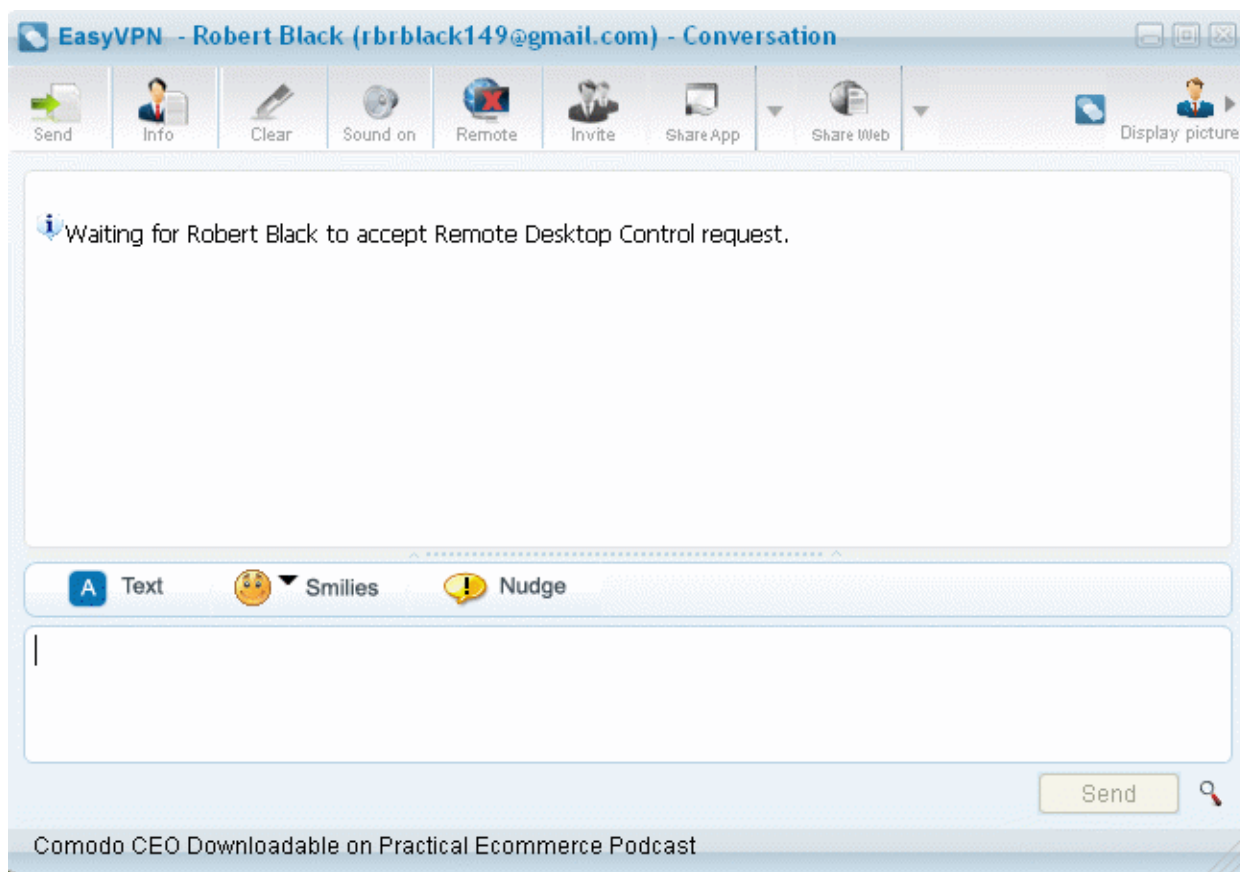 EasyVPN - Robert Black (rbrblack149@gmail.com) - Conversation
Send Info Clear Sound on Remote Invite Share App Share Web Display picture
Waiting for Robert Black to accept Remote Desktop Control request.
A Text Smilies Nudge
Send
Comodo CEO Downloadable on Practical Ecommerce Podcast